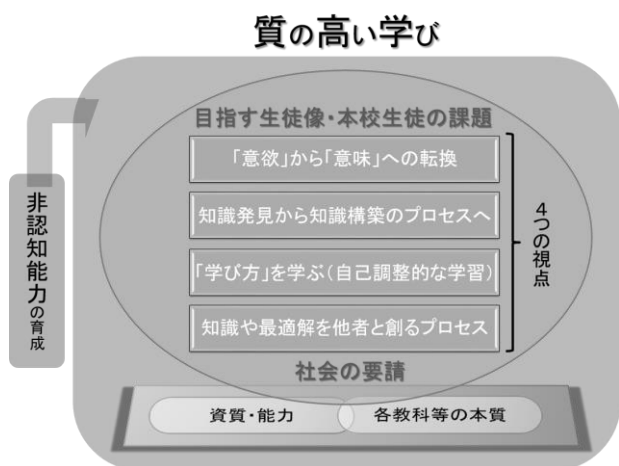 質の高い学び
目指す生徒像・本校生徒の課題
「意欲」から「意味」への転換
知識発見から知識構築のプロセスへ
「学び方」を学ぶ(自己調整的な学習)
知識や最適解を他者と創るプロセス
4つの視点
非認知能力の育成
社会の要請
資質・能力
各教科等の本質